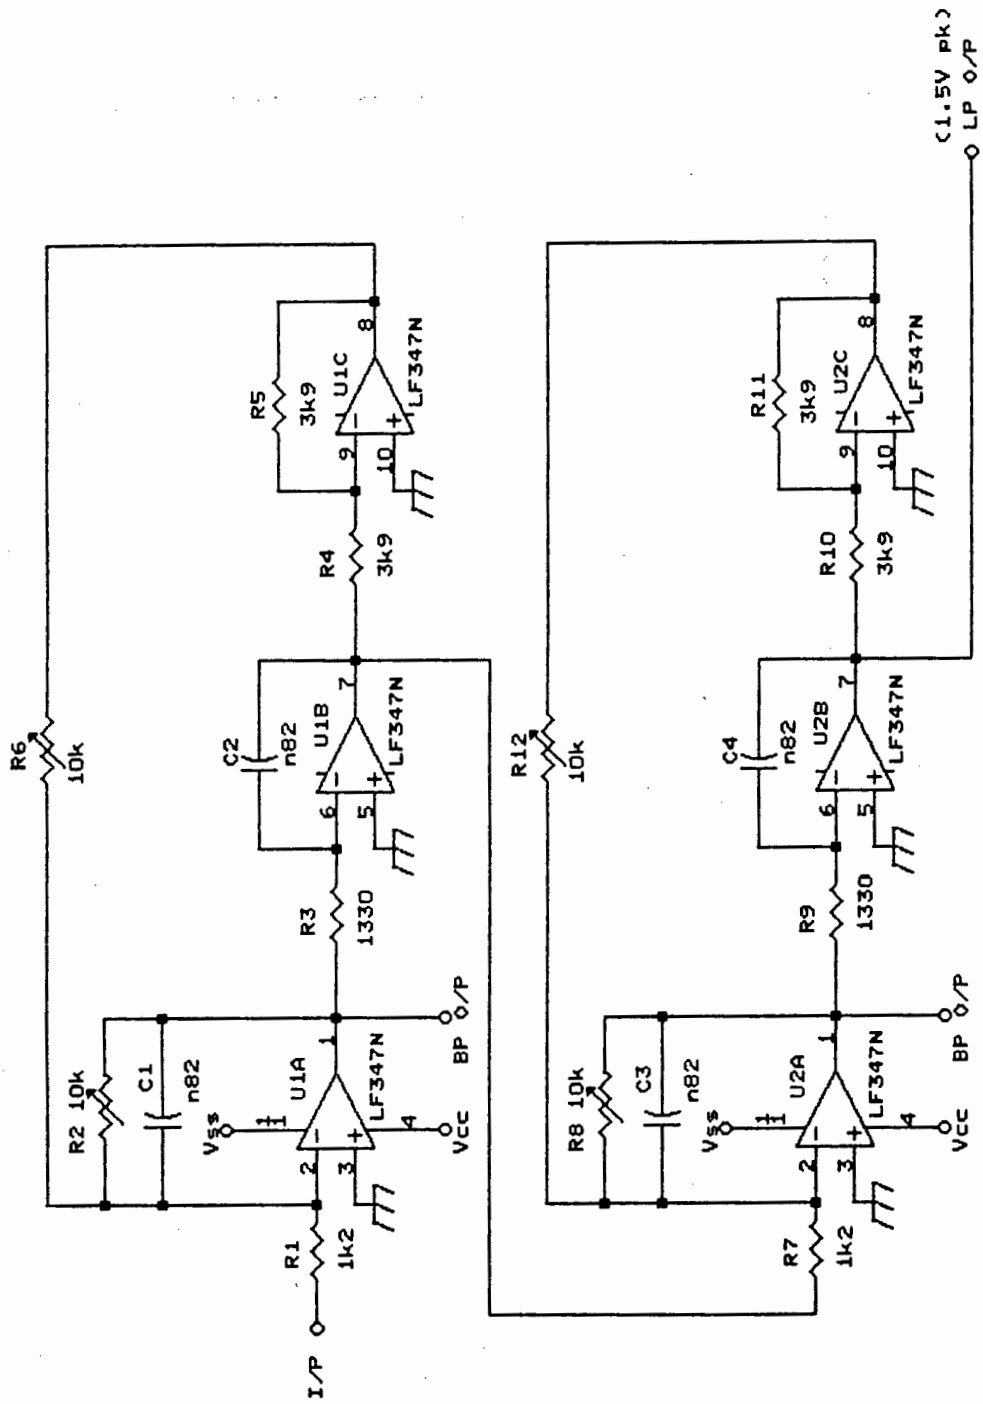 R6
10k
R2 10k
C1
n82
Vss
11
U1A
2
1
3
LF347N
4
Vcc
BP O/P
I/P
R1
1k2
R3
1330
C2
n82
U1B
6
7
5
LF347N
R4
3k9
R5
3k9
U1C
9
8
10
LF347N
R12
10k
R8 10k
C3
n82
Vss
11
U2A
2
1
3
LF347N
4
Vcc
BP O/P
R7
1k2
R9
1330
C4
n82
U2B
6
7
5
LF347N
R10
3k9
R11
3k9
U2C
9
8
10
LF347N
(1.5V pk)
LP O/P